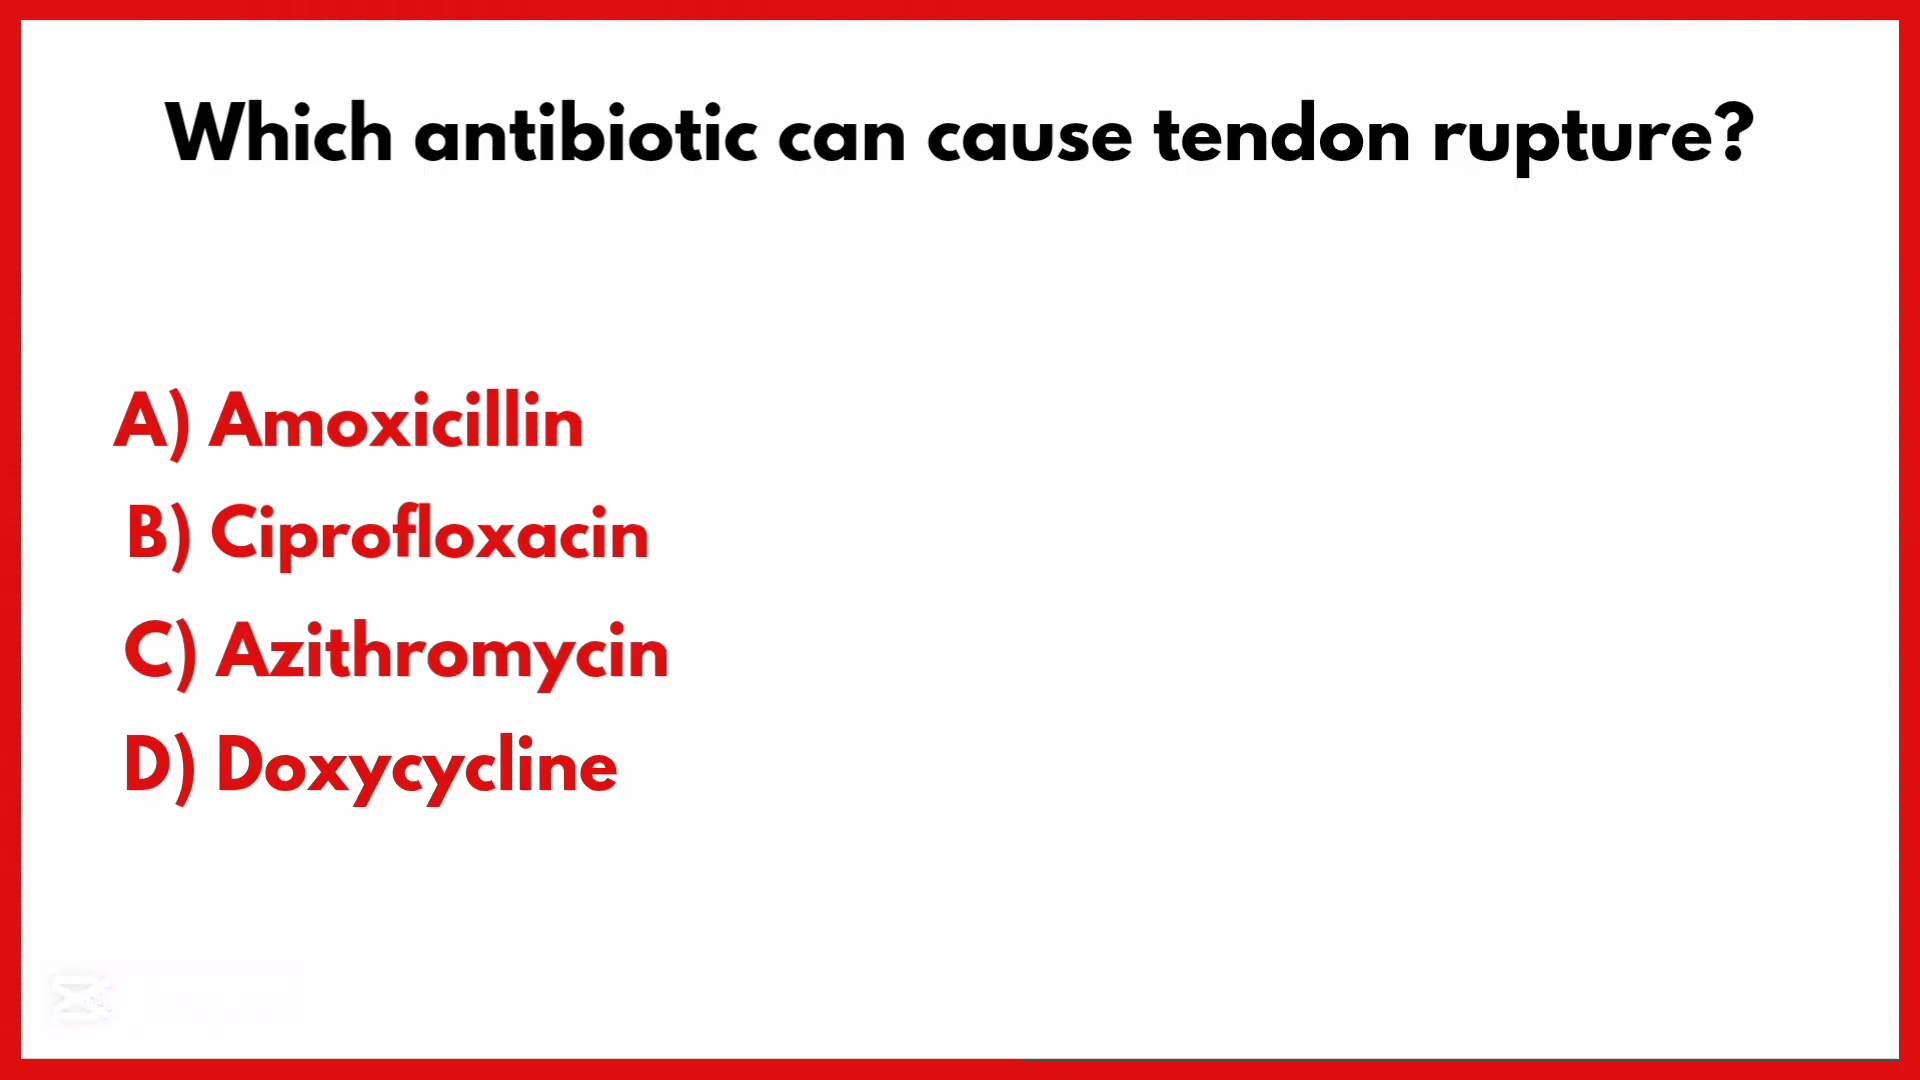 Which antibiotic can cause tendon rupture?
A) Amoxicillin
B) Ciprofloxacin
C) Azithromycin
D) Doxycycline